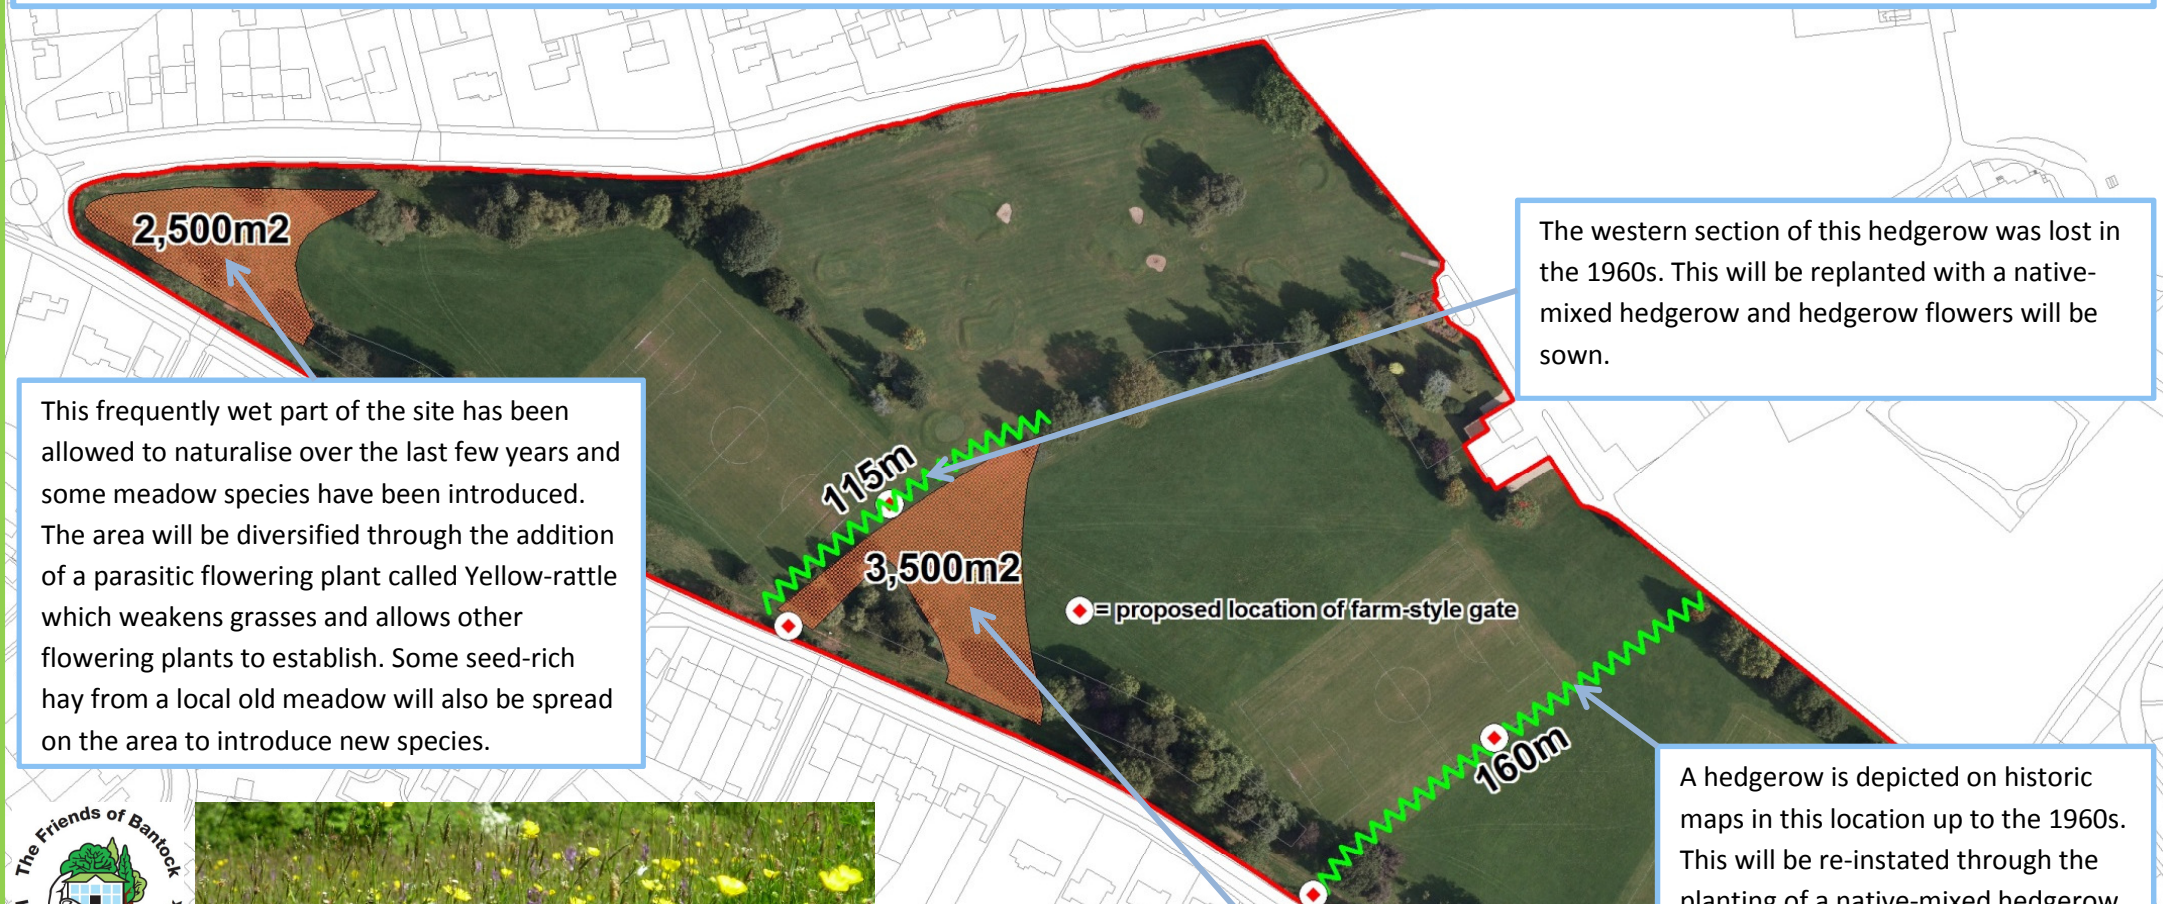 2,500m2
The western section of this hedgerow was lost in
the 1960s. This will be replanted with a native-
mixed hedgerow and hedgerow flowers will be
sown.
This frequently wet part of the site has been
allowed to naturalise over the last few years and
some meadow species have been introduced.
The area will be diversified through the addition
of a parasitic flowering plant called Yellow-rattle
which weakens grasses and allows other
flowering plants to establish. Some seed-rich
hay from a local old meadow will also be spread
on the area to introduce new species.
115m
3,500m2
= proposed location of farm-style gate
160m
A hedgerow is depicted on historic
maps in this location up to the 1960s.
This will be re-instated through the
planting of a native-mixed hedgerow
The Friends of Bantock